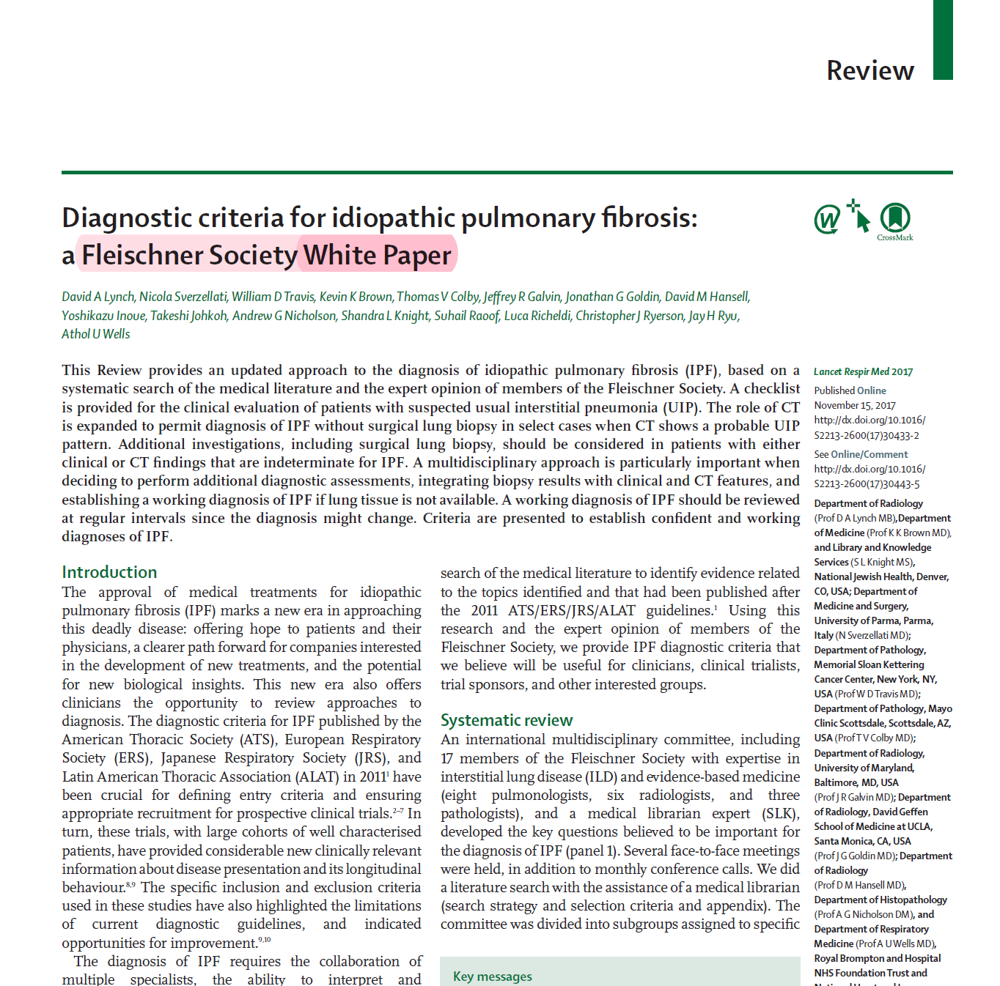 Review
Diagnostic criteria for idiopathic pulmonary fibrosis:
a Fleischner Society White Paper
W
CrossMark
David A Lynch, Nicola Sverzellati, William D Travis, Kevin K Brown, Thomas V Colby, Jeffrey R Galvin, Jonathan G Goldin, David M Hansell,
Yoshikazu Inoue, Takeshi Johkoh, Andrew G Nicholson, Shandra L Knight, Suhail Raoof, Luca Richeldi, Christopher J Ryerson, Jay H Ryu,
Athol U Wells
This Review provides an updated approach to the diagnosis of idiopathic pulmonary fibrosis (IPF), based on a
systematic search of the medical literature and the expert opinion of members of the Fleischner Society. A checklist
is provided for the clinical evaluation of patients with suspected usual interstitial pneumonia (UIP). The role of CT
is expanded to permit diagnosis of IPF without surgical lung biopsy in select cases when CT shows a probable UIP
pattern. Additional investigations, including surgical lung biopsy, should be considered in patients with either
clinical or CT findings that are indeterminate for IPF. A multidisciplinary approach is particularly important when
deciding to perform additional diagnostic assessments, integrating biopsy results with clinical and CT features, and
establishing a working diagnosis of IPF if lung tissue is not available. A working diagnosis of IPF should be reviewed
at regular intervals since the diagnosis might change. Criteria are presented to establish confident and working
diagnoses of IPF.
Introduction
The approval of medical treatments for idiopathic
pulmonary fibrosis (IPF) marks a new era in approaching
this deadly disease: offering hope to patients and their
physicians, a clearer path forward for companies interested
in the development of new treatments, and the potential
for new biological insights. This new era also offers
clinicians the opportunity to review approaches to
diagnosis. The diagnostic criteria for IPF published by the
American Thoracic Society (ATS), European Respiratory
Society (ERS), Japanese Respiratory Society (JRS), and
Latin American Thoracic Association (ALAT) in 2011¹ have
been crucial for defining entry criteria and ensuring
appropriate recruitment for prospective clinical trials.²⁻⁷ In
turn, these trials, with large cohorts of well characterised
patients, have provided considerable new clinically relevant
information about disease presentation and its longitudinal
behaviour.⁸,⁹ The specific inclusion and exclusion criteria
used in these studies have also highlighted the limitations
of current diagnostic guidelines, and indicated
opportunities for improvement.⁹,¹⁰
The diagnosis of IPF requires the collaboration of
multiple specialists, the ability to interpret and
search of the medical literature to identify evidence related
to the topics identified and that had been published after
the 2011 ATS/ERS/JRS/ALAT guidelines.¹ Using this
research and the expert opinion of members of the
Fleischner Society, we provide IPF diagnostic criteria that
we believe will be useful for clinicians, clinical trialists,
trial sponsors, and other interested groups.
Systematic review
An international multidisciplinary committee, including
17 members of the Fleischner Society with expertise in
interstitial lung disease (ILD) and evidence-based medicine
(eight pulmonologists, six radiologists, and three
pathologists), and a medical librarian expert (SLK),
developed the key questions believed to be important for
the diagnosis of IPF (panel 1). Several face-to-face meetings
were held, in addition to monthly conference calls. We did
a literature search with the assistance of a medical librarian
(search strategy and selection criteria and appendix). The
committee was divided into subgroups assigned to specific
Key messages
Lancet Respir Med 2017
Published Online
November 15, 2017
http://dx.doi.org/10.1016/
S2213-2600(17)30433-2
See Online/Comment
http://dx.doi.org/10.1016/
S2213-2600(17)30443-5
Department of Radiology
(Prof D A Lynch MB), Department
of Medicine (Prof K K Brown MD),
and Library and Knowledge
Services (S L Knight MS),
National Jewish Health, Denver,
CO, USA; Department of
Medicine and Surgery,
University of Parma, Parma,
Italy (N Sverzellati MD);
Department of Pathology,
Memorial Sloan Kettering
Cancer Center, New York, NY,
USA (Prof W D Travis MD);
Department of Pathology, Mayo
Clinic Scottsdale, Scottsdale, AZ,
USA (Prof T V Colby MD);
Department of Radiology,
University of Maryland,
Baltimore, MD, USA
(Prof J R Galvin MD); Department
of Radiology, David Geffen
School of Medicine at UCLA,
Santa Monica, CA, USA
(Prof J G Goldin MD); Department
of Radiology
(Prof D M Hansell MD),
Department of Histopathology
(Prof A G Nicholson DM), and
Department of Respiratory
Medicine (Prof A U Wells MD),
Royal Brompton and Hospital
NHS Foundation Trust and